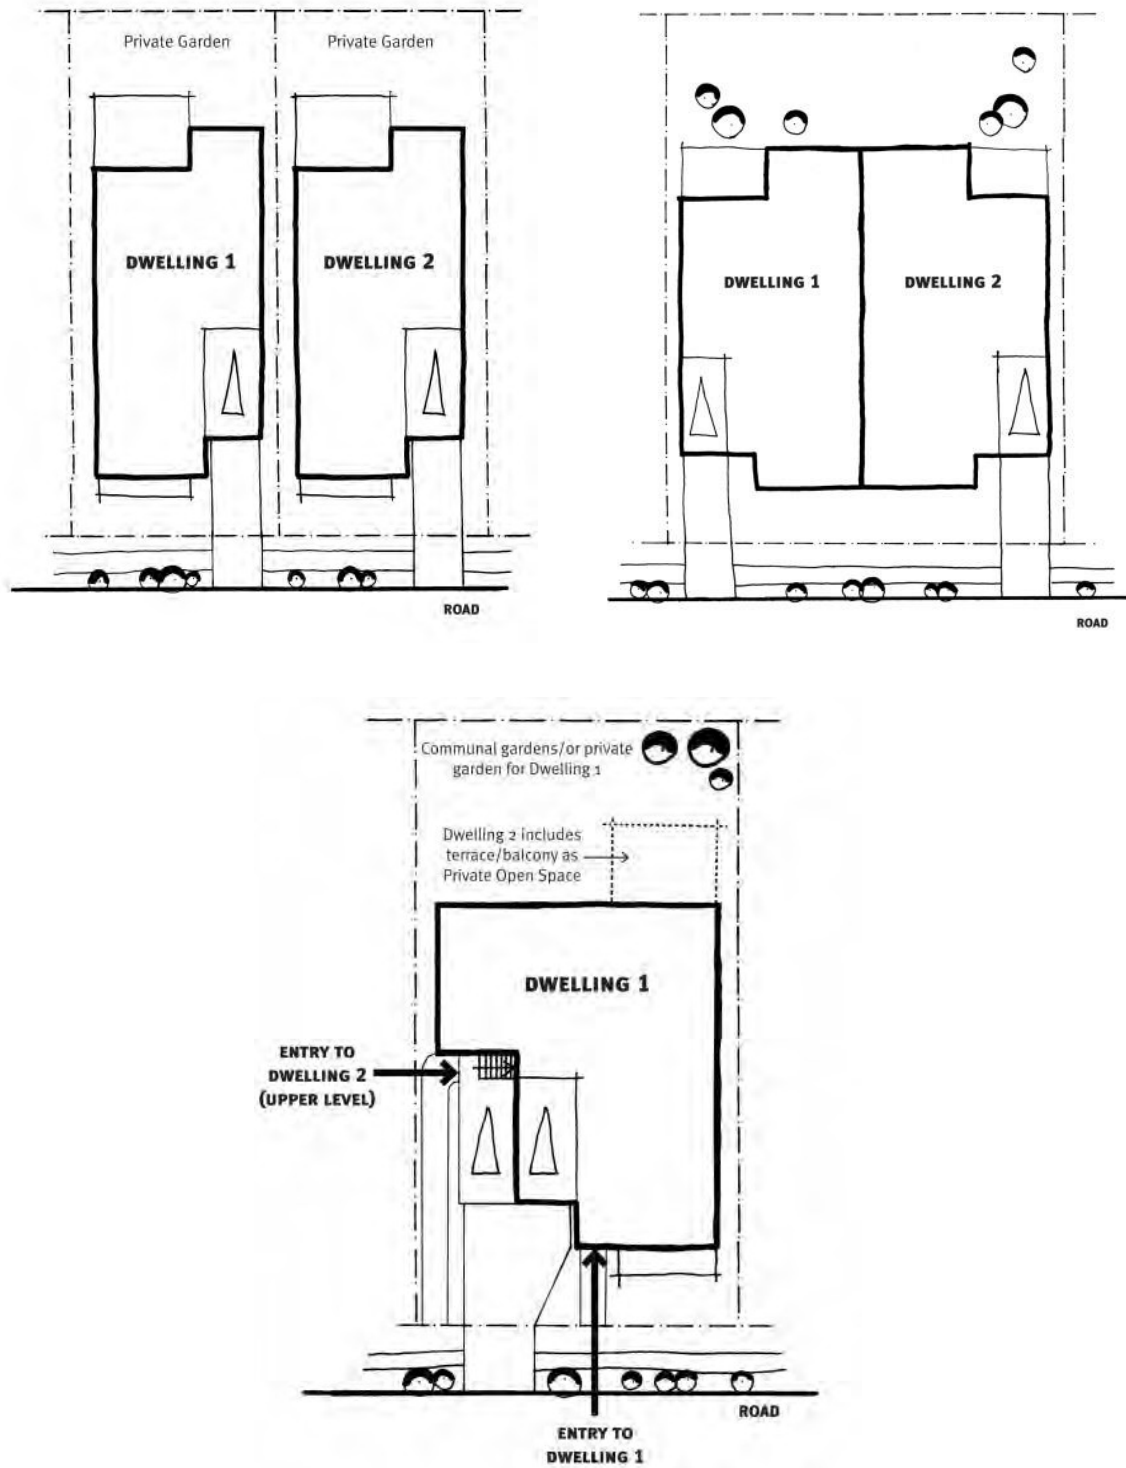 Private Garden
Private Garden
DWELLING 1
DWELLING 2
ROAD
DWELLING 1
DWELLING 2
ROAD
Communal gardens/or private
garden for Dwelling 1
Dwelling 2 includes
terrace/balcony as
Private Open Space
DWELLING 1
ENTRY TO
DWELLING 2
(UPPER LEVEL)
ROAD
ENTRY TO
DWELLING 1